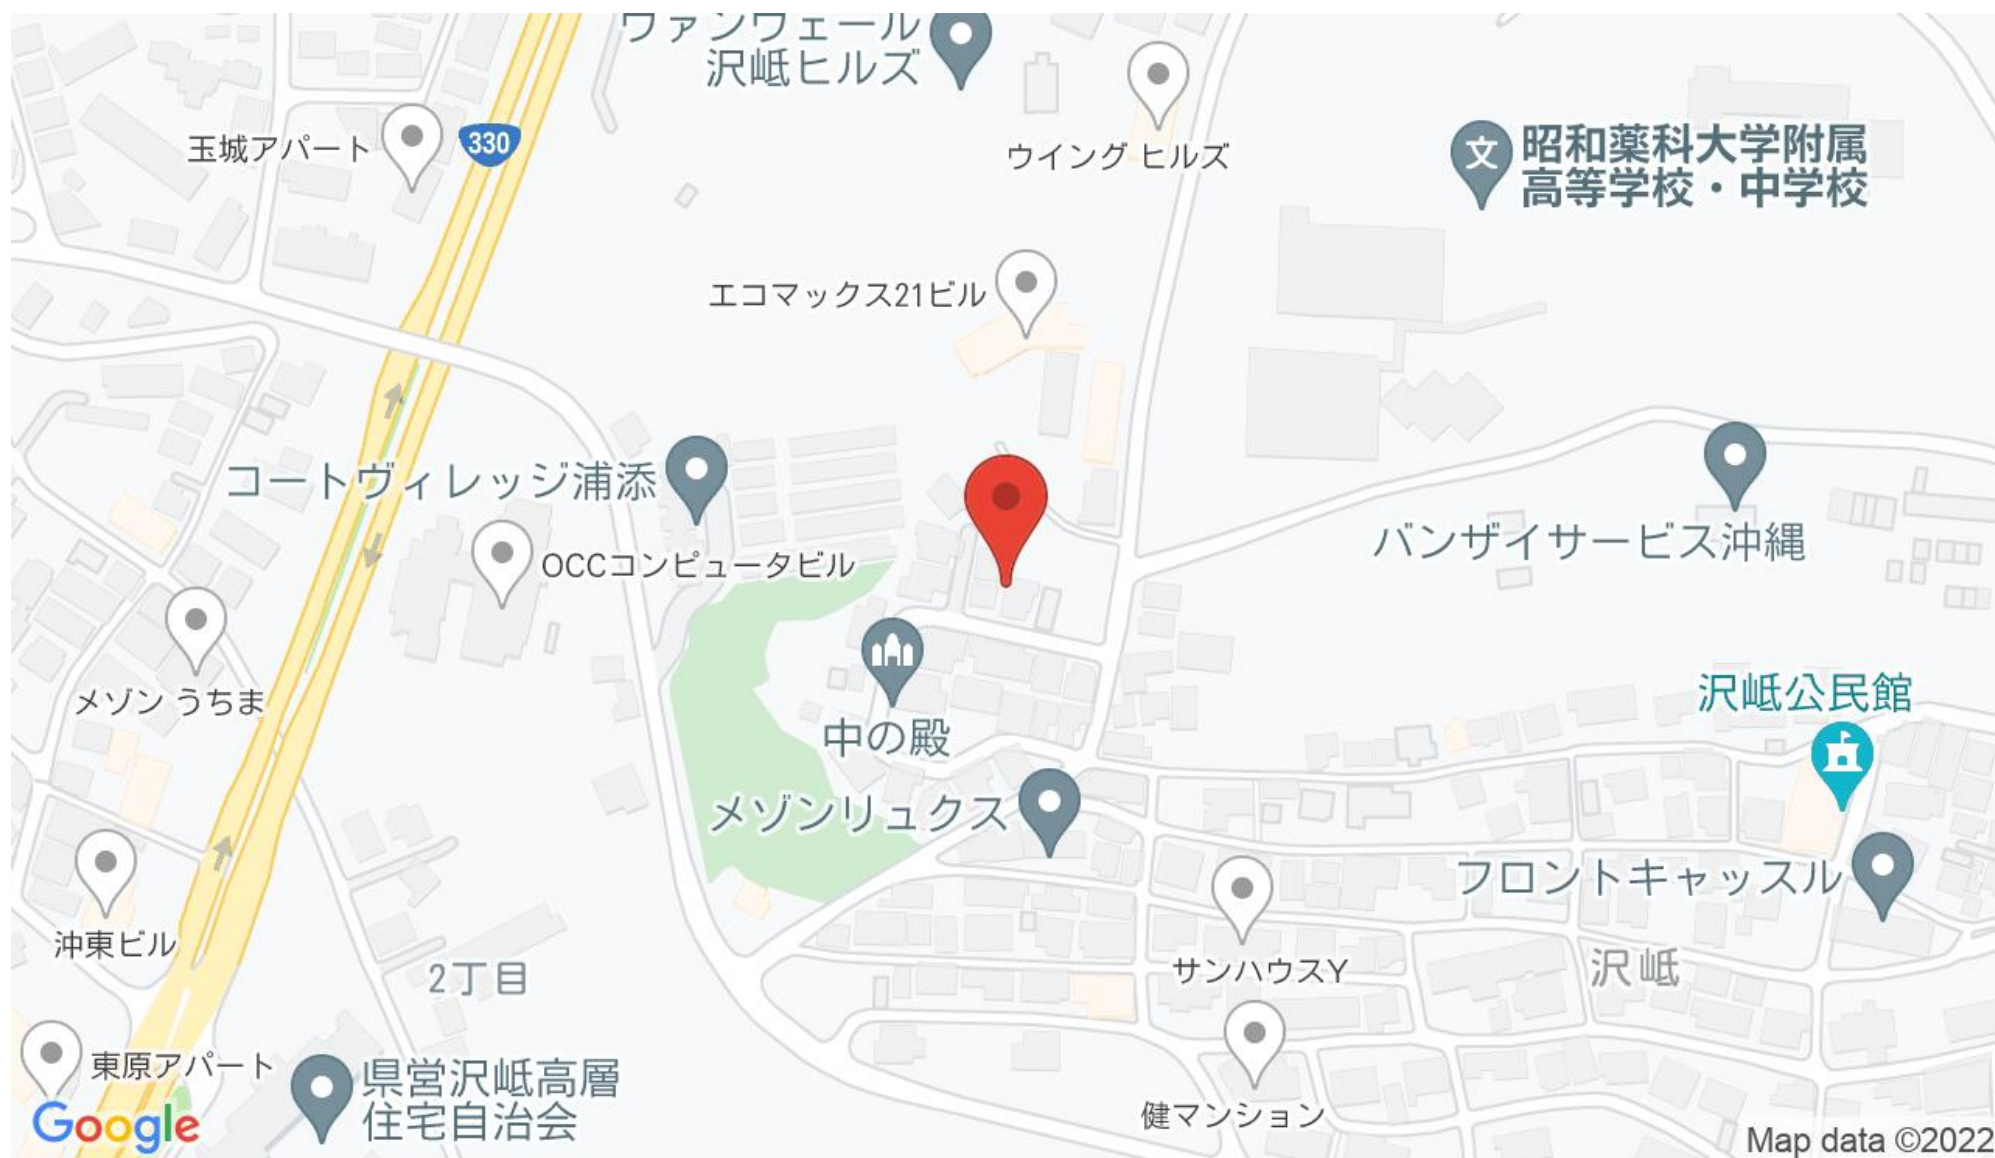 ヴァンヴェール
沢岻ヒルズ
玉城アパート
330
ウイング ヒルズ
文
昭和薬科大学附属
高等学校・中学校
エコマックス21ビル
コートヴィレッジ浦添
OCCコンピュータビル
バンザイサービス沖縄
メゾン うちま
中の殿
沢岻公民館
メゾンリュクス
フロントキャッスル
沖東ビル
2丁目
サンハウスY
沢岻
東原アパート
県営沢岻高層
住宅自治会
健マンション
Google
Map data ©2022